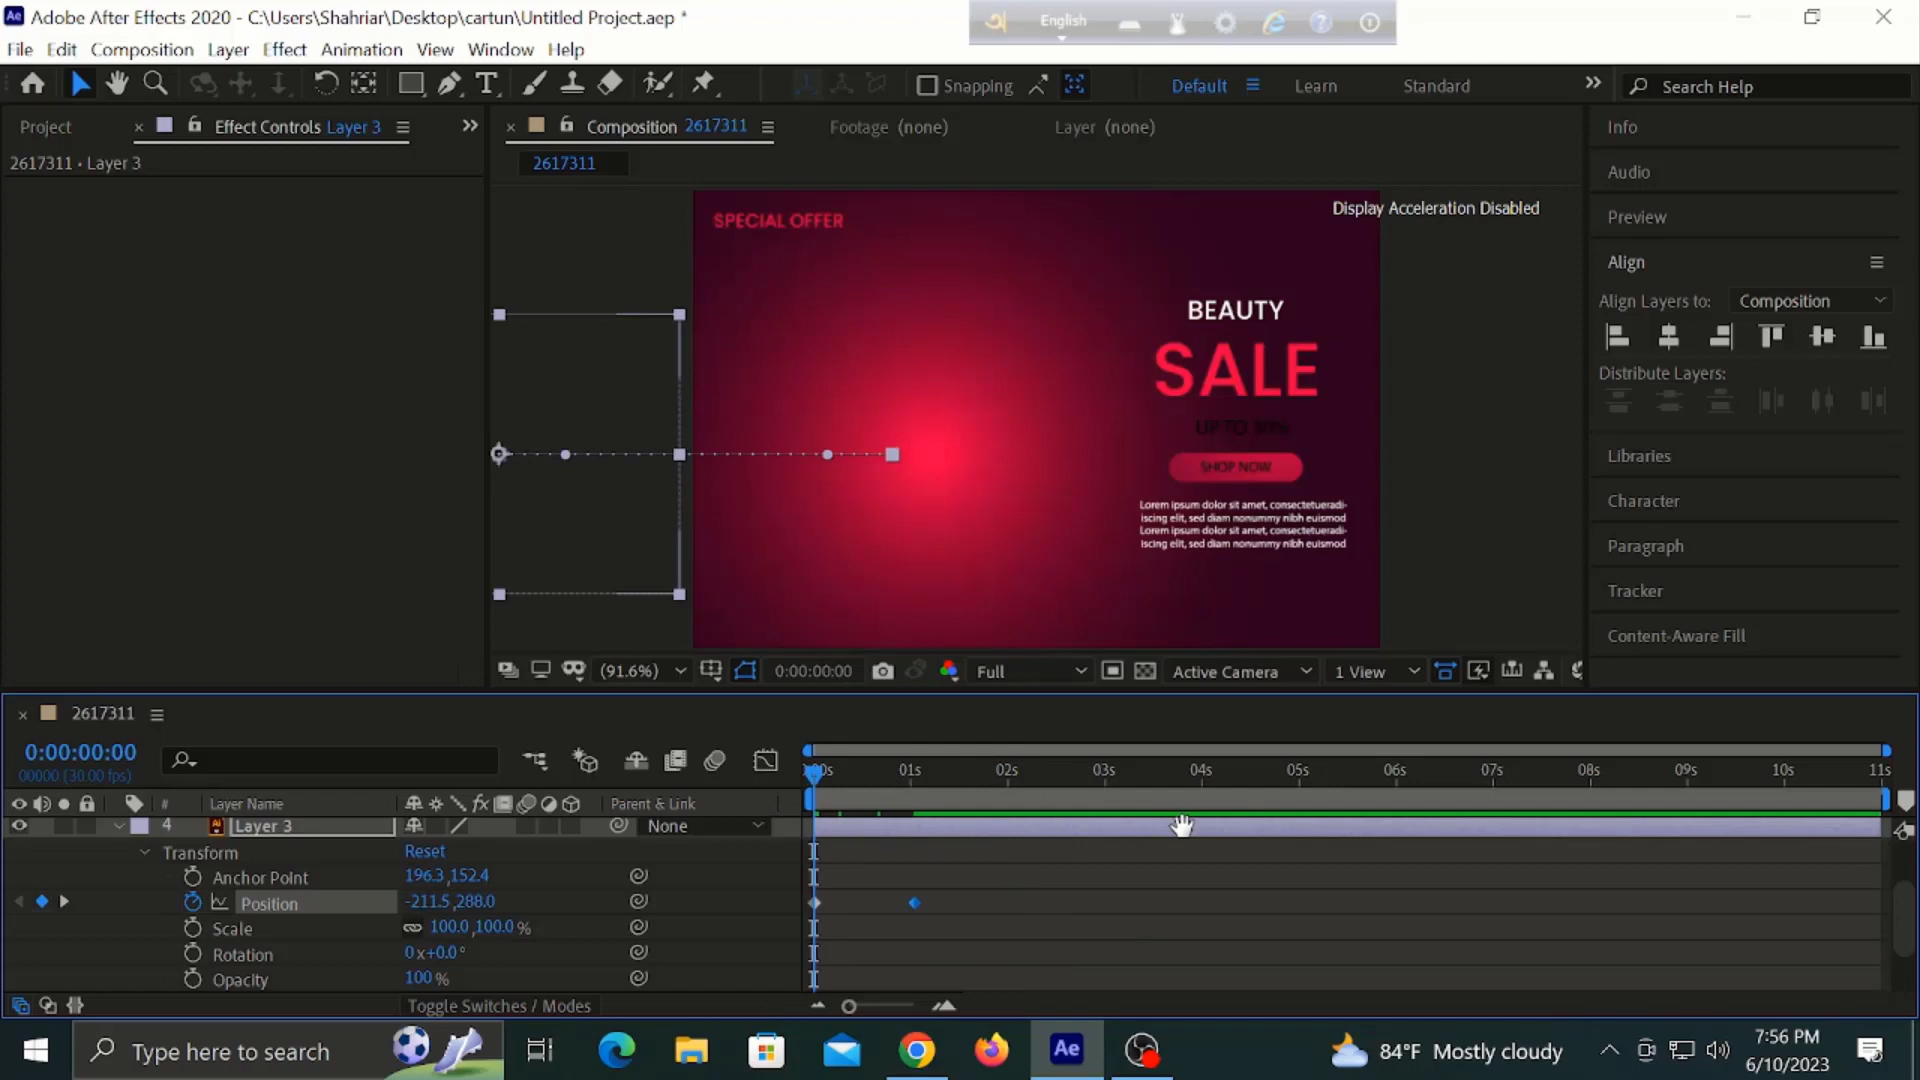 Adobe After Effects 2020 - C:\Users\Shahriar\Desktop\cartun\Untitled Project.aep *
English
File Edit Composition Layer Effect Animation View Window Help
Snapping
Default
Learn
Standard
Search Help
Project
Effect Controls Layer 3
Composition 2617311
Footage (none)
Layer (none)
2617311 • Layer 3
2617311
Display Acceleration Disabled
SPECIAL OFFER
BEAUTY
SALE
UP TO 30%
SHOP NOW
Lorem ipsum dolor sit amet, consectetueradi-
iscing elit, sed diam nonummy nibh euismod
Lorem ipsum dolor sit amet, consectetueradi-
iscing elit, sed diam nonummy nibh euismod
Info
Audio
Preview
Align
Align Layers to: Composition
Distribute Layers:
Libraries
Character
Paragraph
Tracker
Content-Aware Fill
(91.6%)
0:00:00:00
Full
Active Camera
1 View
2617311
0:00:00:00
00000 (30.00 fps)
01s 02s 03s 04s 05s 06s 07s 08s 09s 10s 11s
# Layer Name
Parent & Link
4 Layer 3
None
Transform
Reset
Anchor Point
196.3,152.4
Position
-211.5,288.0
Scale
100.0,100.0 %
Rotation
0x+0.0°
Opacity
100 %
Toggle Switches / Modes
Type here to search
Ae
84°F Mostly cloudy
7:56 PM
6/10/2023